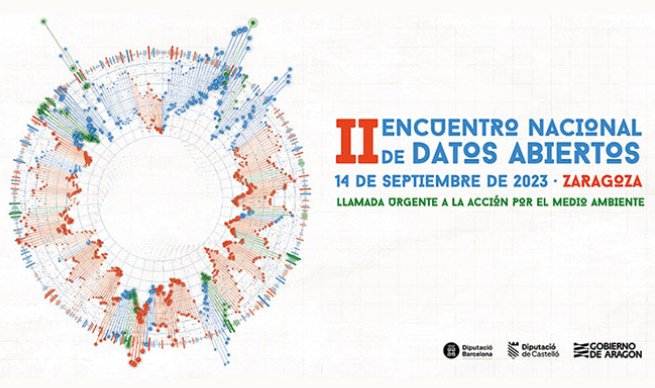 II ENCUENTRO NACIONAL
DE DATOS ABIERTOS
14 DE SEPTIEMBRE DE 2023 · ZARAGOZA
LLAMADA URGENTE A LA ACCIÓN POR EL MEDIO AMBIENTE
Diputació
Barcelona
Diputació
de Castelló
GOBIERNO
DE ARAGON